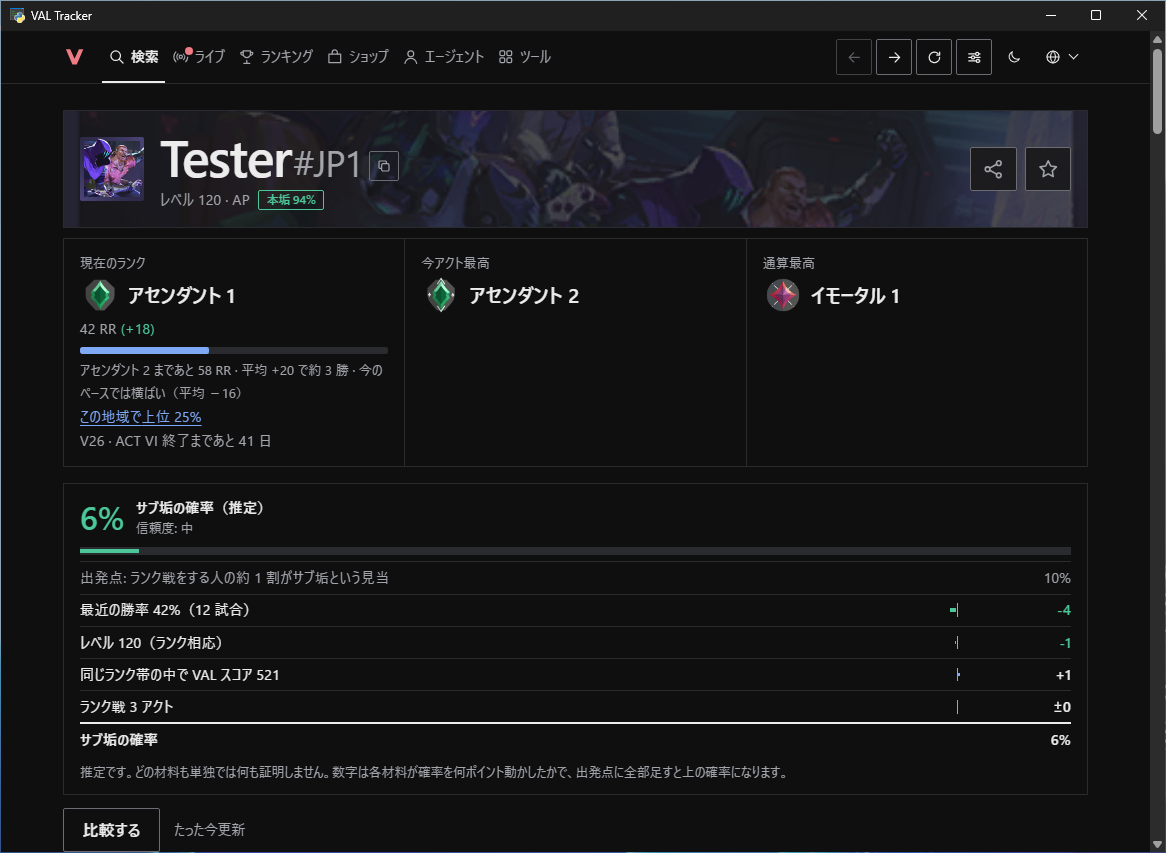 VAL Tracker
検索
ライブ
ランキング
ショップ
エージェント
ツール
Tester#JP1
レベル 120 · AP 本垢 94%
現在のランク
アセンダント 1
42 RR (+18)
アセンダント 2 まであと 58 RR · 平均 +20 で約 3 勝 · 今の
ペースでは横ばい（平均 −16）
この地域で上位 25%
V26 · ACT VI 終了まであと 41 日
今アクト最高
アセンダント 2
通算最高
イモータル 1
6%
サブ垢の確率（推定）
信頼度: 中
出発点: ランク戦をする人の約 1 割がサブ垢という見当 10%
最近の勝率 42%（12 試合） -4
レベル 120（ランク相応） -1
同じランク帯の中で VAL スコア 521 +1
ランク戦 3 アクト ±0
サブ垢の確率 6%
推定です。どの材料も単独では何も証明しません。数字は各材料が確率を何ポイント動かしたかで、出発点に全部足すと上の確率になります。
比較する たった今更新